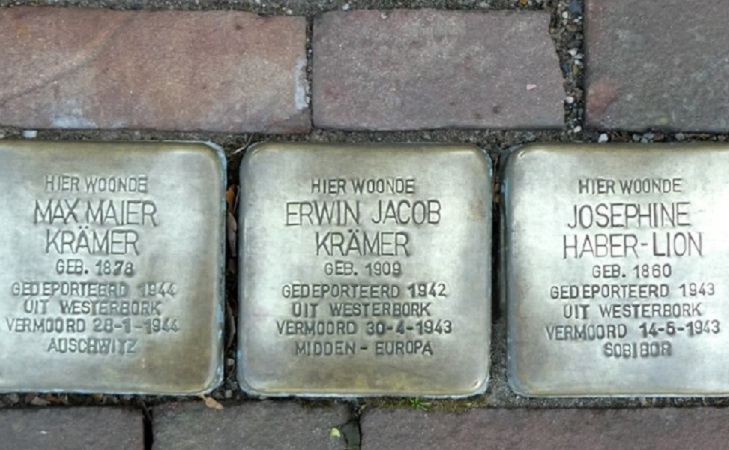 HIER WOONDE
MAX MAIER
KRÄMER
GEB. 1878
GEDEPORTEERD 1944
UIT WESTERBORK
VERMOORD 28-1-1944
AUSCHWITZ
HIER WOONDE
ERWIN JACOB
KRÄMER
GEB. 1909
GEDEPORTEERD 1942
UIT WESTERBORK
VERMOORD 30-4-1943
MIDDEN - EUROPA
HIER WOONDE
JOSEPHINE
HABER-LION
GEB. 1860
GEDEPORTEERD 1943
UIT WESTERBORK
VERMOORD 14-5-1943
SOBIBOR